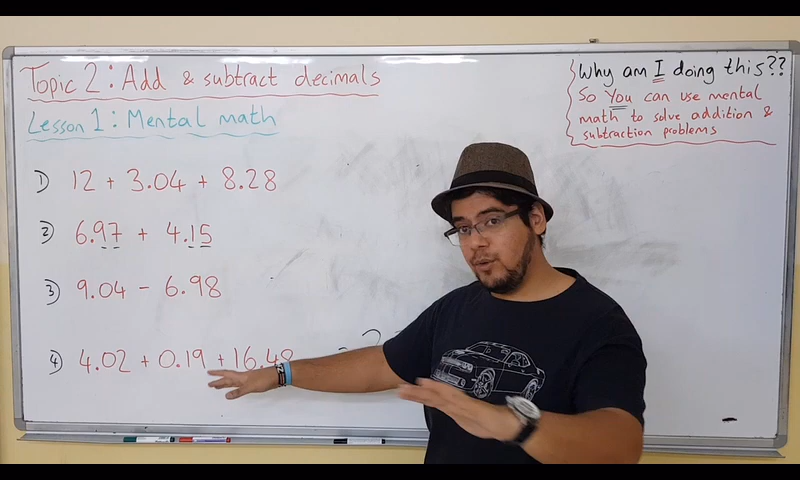 Topic 2: Add & subtract decimals
Lesson 1: Mental math
Why am I doing this??
So You can use mental
math to solve addition &
subtraction problems
1) 12 + 3.04 + 8.28
2) 6.97 + 4.15
3) 9.04 - 6.98
4) 4.02 + 0.19 + 16.48 = 2